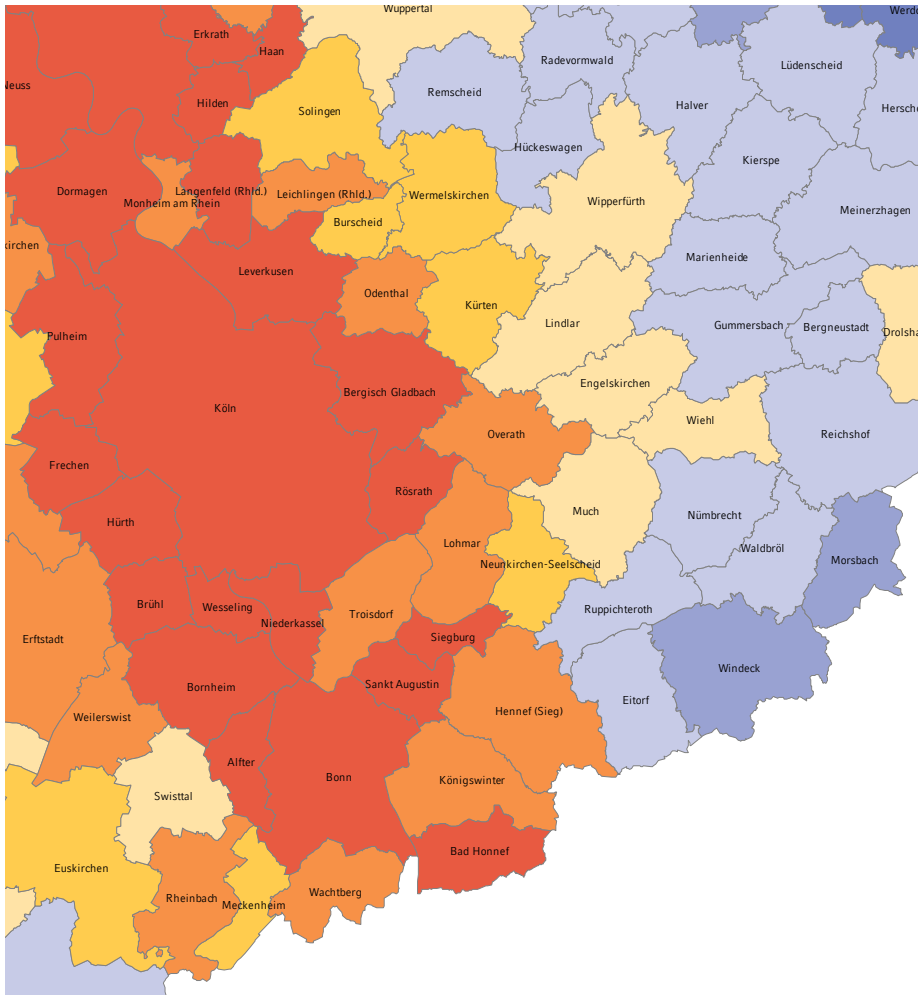 Wuppertal
Erkrath
Haan
Radevormwald
Lüdenscheid
Neuss
Remscheid
Hilden
Solingen
Halver
Hückeswagen
Kierspe
Dormagen
Langenfeld (Rhld.)
Monheim am Rhein
Leichlingen (Rhld.)
Wermelskirchen
Wipperfürth
Burscheid
Meinerzhagen
Marienheide
Leverkusen
Odenthal
Kürten
Lindlar
Gummersbach
Bergneustadt
Pulheim
Köln
Bergisch Gladbach
Engelskirchen
Overath
Wiehl
Reichshof
Frechen
Rösrath
Hürth
Much
Nümbrecht
Lohmar
Waldbröl
Neunkirchen-Seelscheid
Morsbach
Brühl
Wesseling
Niederkassel
Troisdorf
Ruppichteroth
Erftstadt
Siegburg
Bornheim
Sankt Augustin
Windeck
Eitorf
Weilerswist
Hennef (Sieg)
Alfter
Bonn
Königswinter
Swisttal
Bad Honnef
Euskirchen
Rheinbach
Meckenheim
Wachtberg